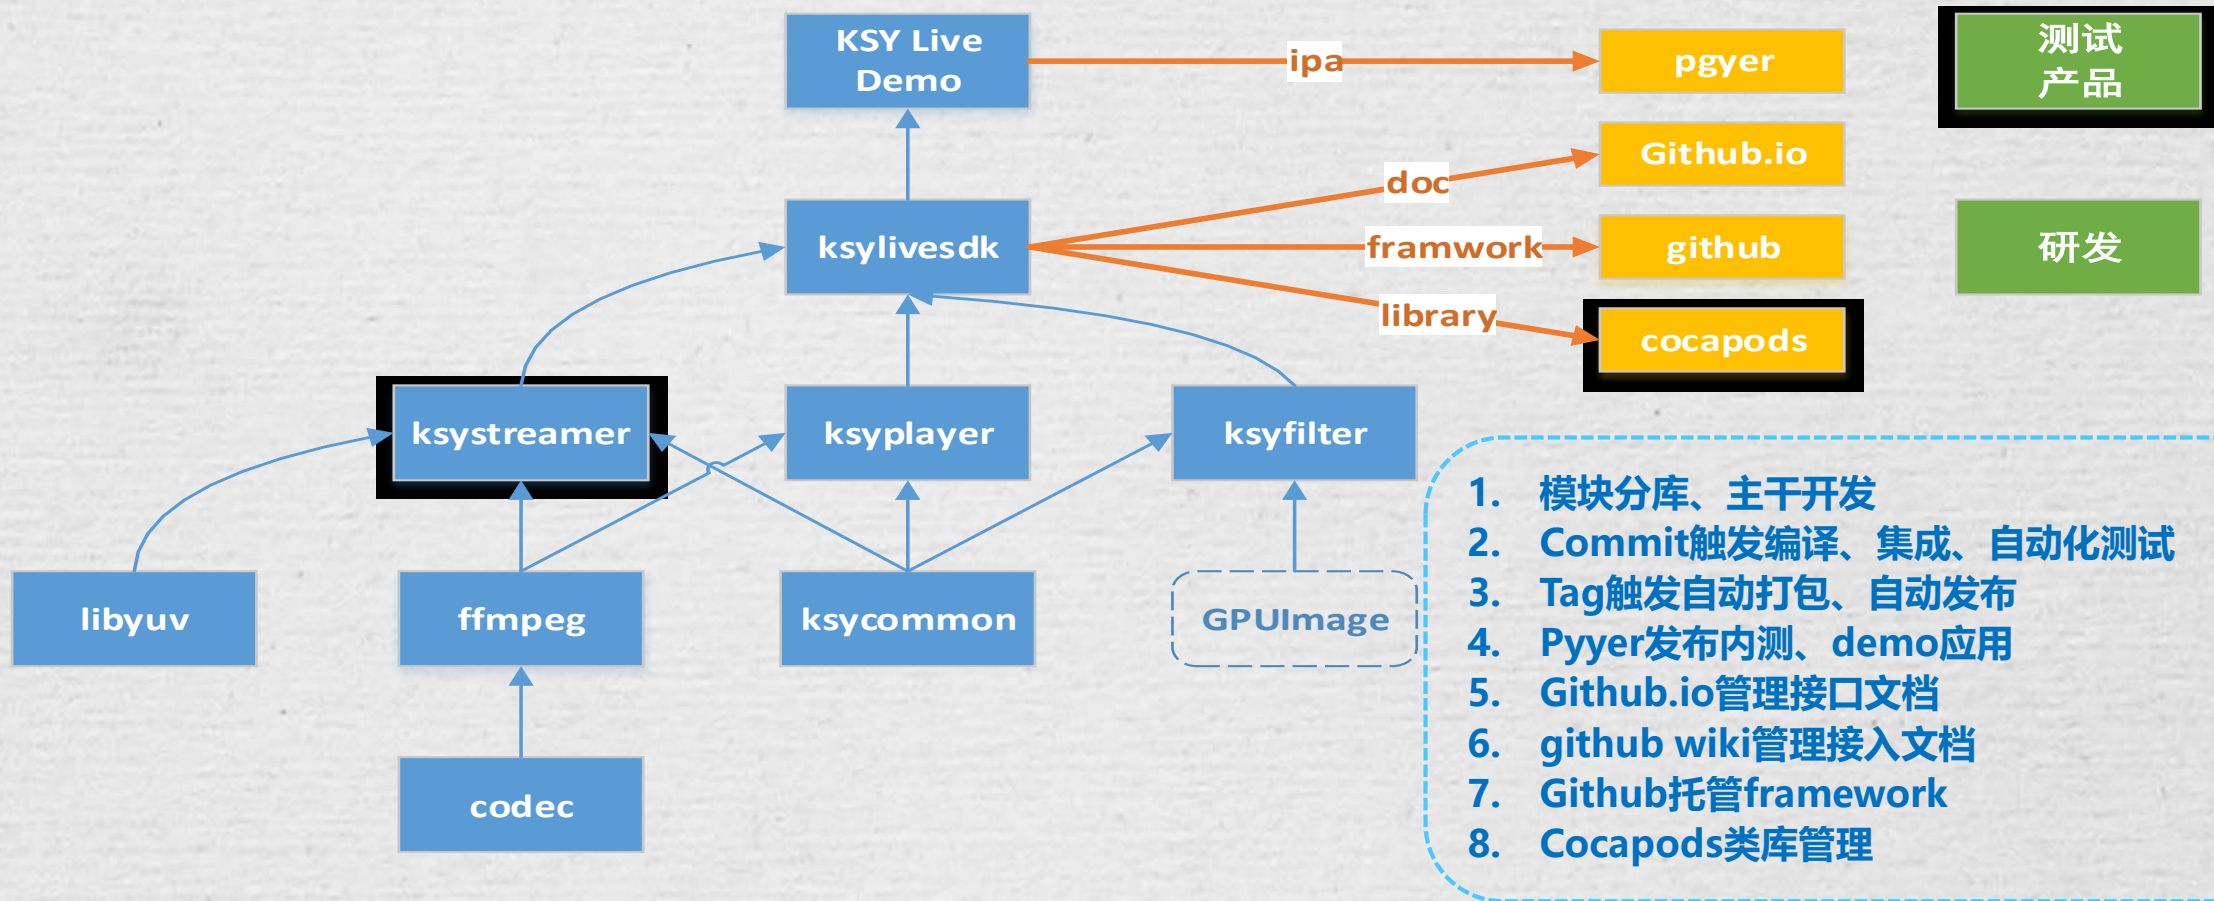 KSY Live
Demo
ipa
pgyer
测试
产品
doc
Github.io
ksylivesdk
framwork
github
研发
library
cocapods
ksystreamer
ksyplayer
ksyfilter
libyuv
ffmpeg
ksycommon
GPUImage
codec
1. 模块分库、主干开发
2. Commit触发编译、集成、自动化测试
3. Tag触发自动打包、自动发布
4. Pyyer发布内测、demo应用
5. Github.io管理接口文档
6. github wiki管理接入文档
7. Github托管framework
8. Cocapods类库管理